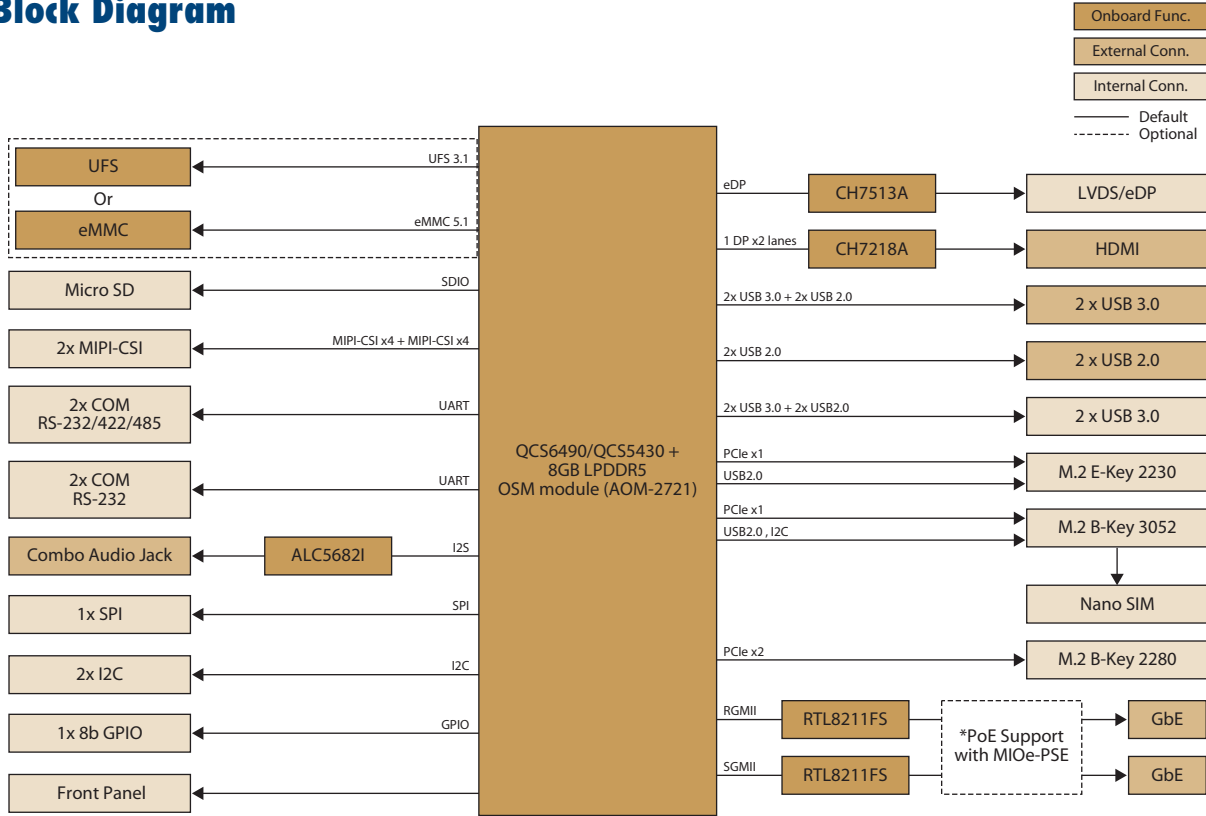 Block Diagram
Onboard Func.
External Conn.
Internal Conn.
Default
Optional
UFS
UFS 3.1
Or
eMMC
eMMC 5.1
Micro SD
SDIO
2x MIPI-CSI
MIPI-CSI x4 + MIPI-CSI x4
2x COM
RS-232/422/485
UART
2x COM
RS-232
UART
Combo Audio Jack
ALC5682I
I2S
1x SPI
SPI
2x I2C
I2C
1x 8b GPIO
GPIO
Front Panel
QCS6490/QCS5430 +
8GB LPDDR5
OSM module (AOM-2721)
eDP
CH7513A
LVDS/eDP
1 DP x2 lanes
CH7218A
HDMI
2x USB 3.0 + 2x USB 2.0
2 x USB 3.0
2x USB 2.0
2 x USB 2.0
2x USB 3.0 + 2x USB2.0
2 x USB 3.0
PCIe x1
USB2.0
M.2 E-Key 2230
PCIe x1
USB2.0 , I2C
M.2 B-Key 3052
Nano SIM
PCIe x2
M.2 B-Key 2280
RGMII
RTL8211FS
*PoE Support
with MIOe-PSE
GbE
SGMII
RTL8211FS
GbE